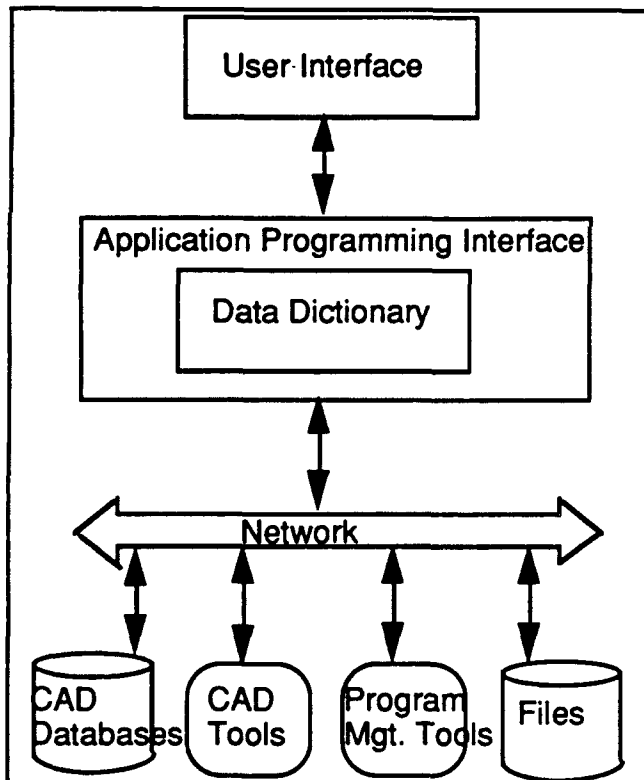 User Interface
Application Programming Interface
Data Dictionary
Network
CAD
Databases
CAD
Tools
Program
Mgt. Tools
Files